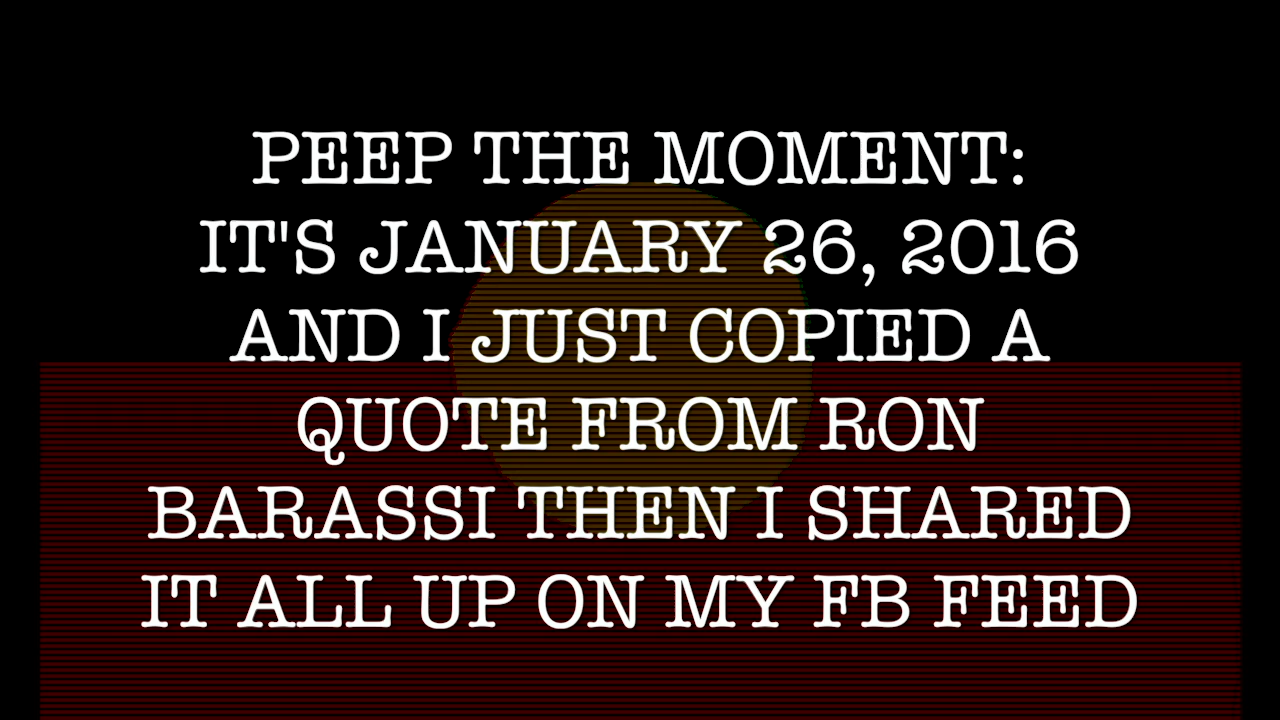 PEEP THE MOMENT:
IT'S JANUARY 26, 2016
AND I JUST COPIED A
QUOTE FROM RON
BARASSI THEN I SHARED
IT ALL UP ON MY FB FEED